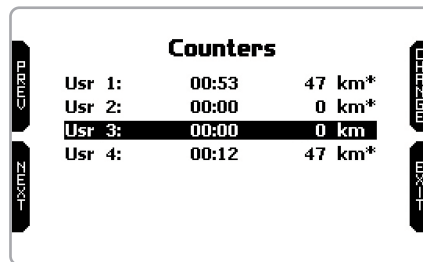 Counters
PREV
CHANGE
Usr 1: 00:53 47 km*
Usr 2: 00:00 0 km*
Usr 3: 00:00 0 km
Usr 4: 00:12 47 km*
NEXT
EXIT